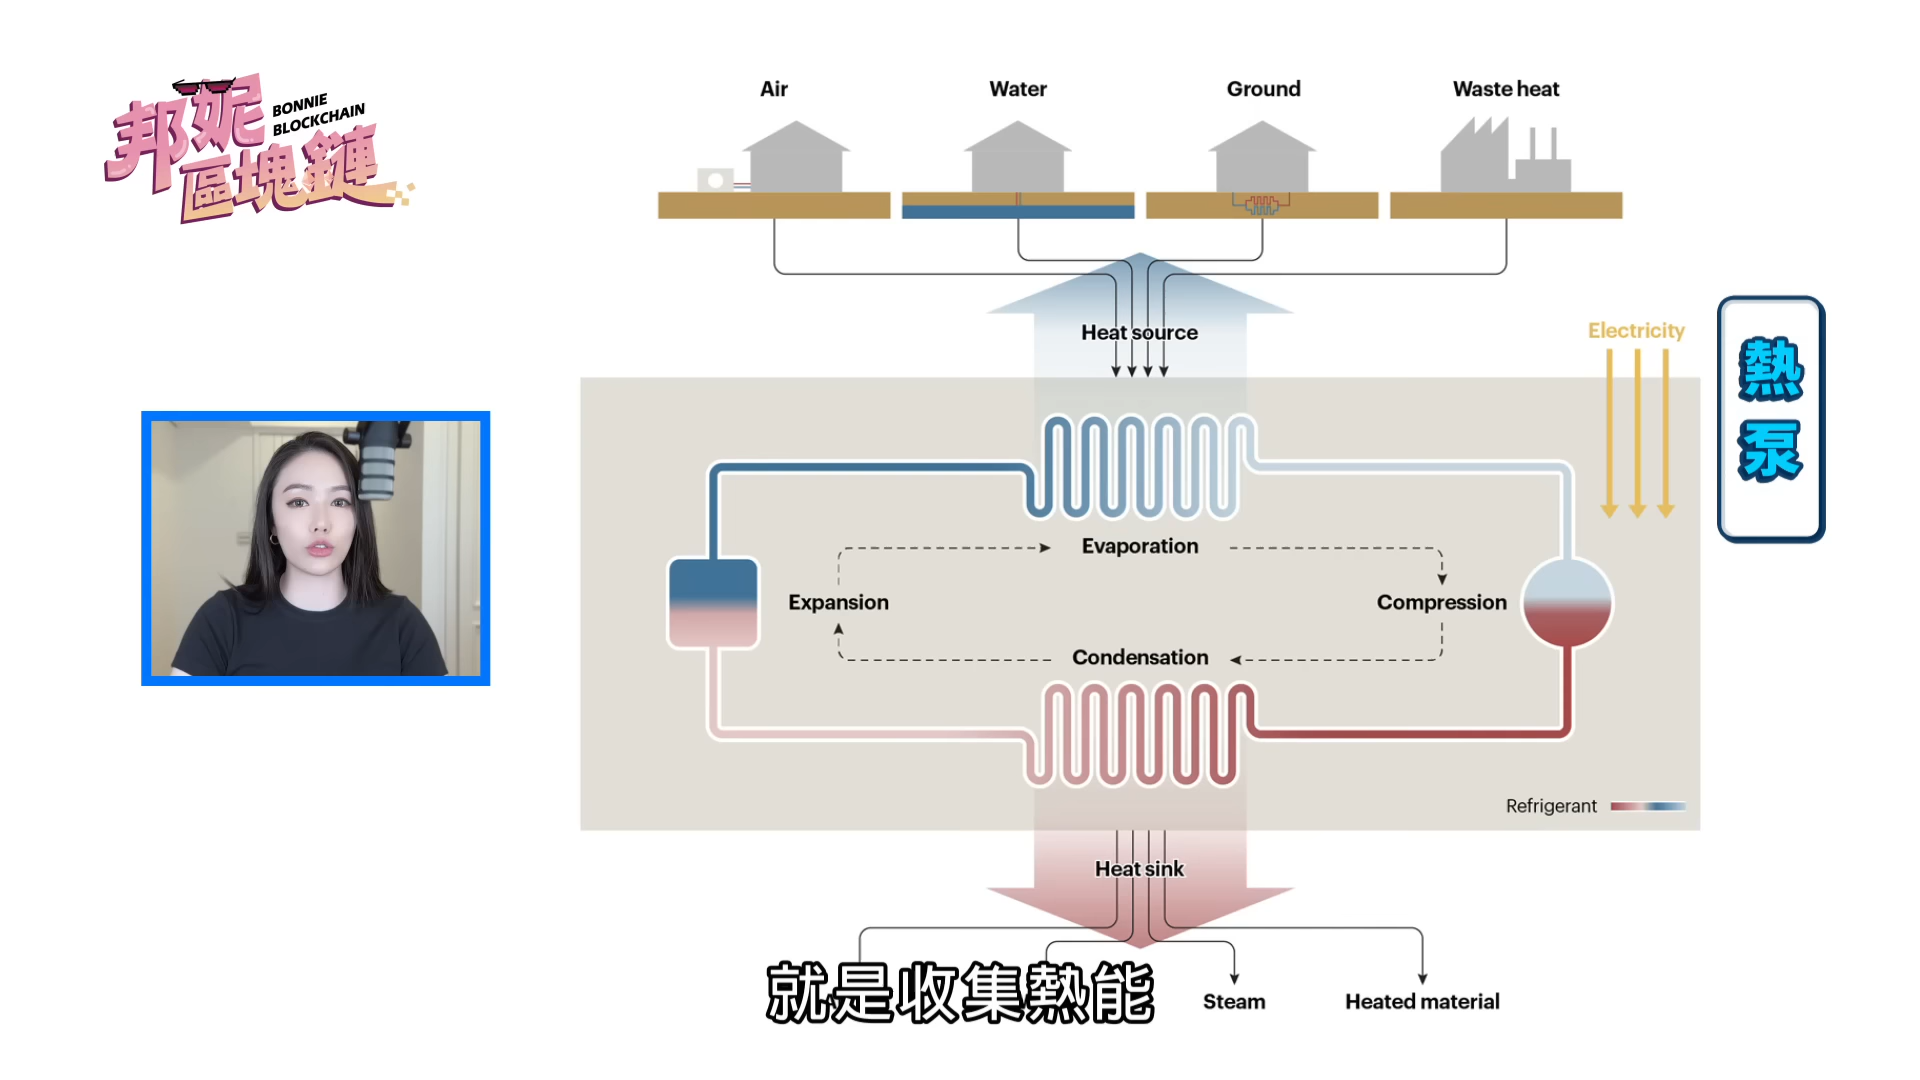 邦妮
區塊鏈
BONNIE
BLOCKCHAIN
Air
Water
Ground
Waste heat
Heat source
Electricity
熱泵
Evaporation
Expansion
Compression
Condensation
Refrigerant
Heat sink
Steam
Heated material
就是收集熱能